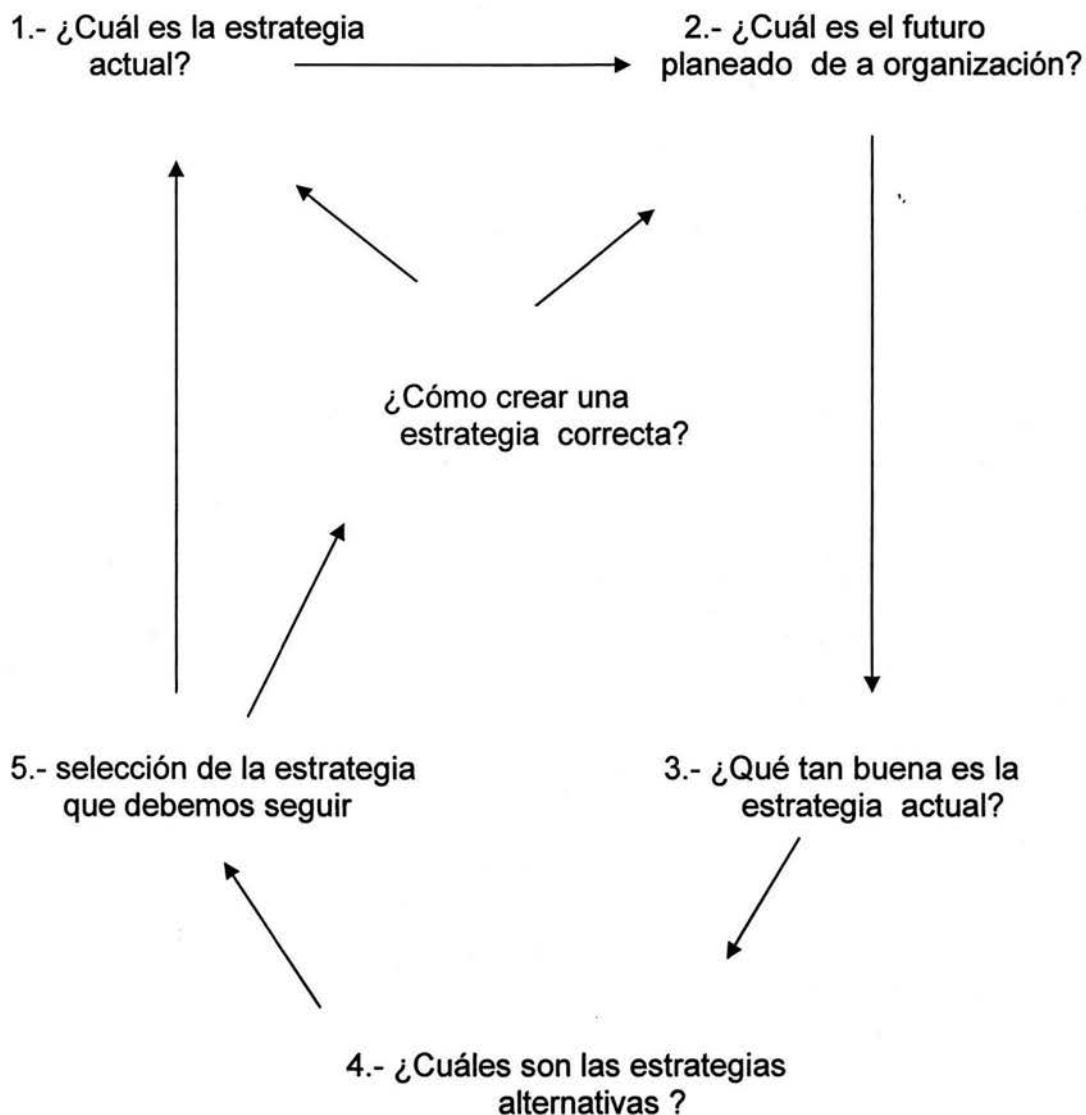 1.- ¿Cuál es la estrategia
actual?
2.- ¿Cuál es el futuro
planeado de a organización?
¿Cómo crear una
estrategia correcta?
5.- selección de la estrategia
que debemos seguir
3.- ¿Qué tan buena es la
estrategia actual?
4.- ¿Cuáles son las estrategias
alternativas ?